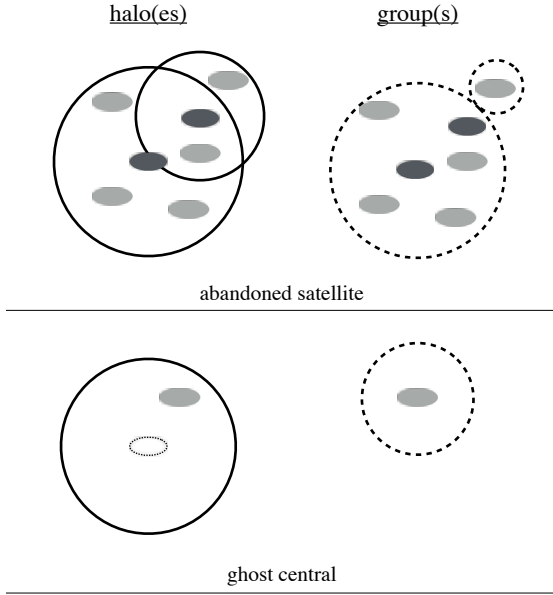 halo(es) group(s)
abandoned satellite
ghost central